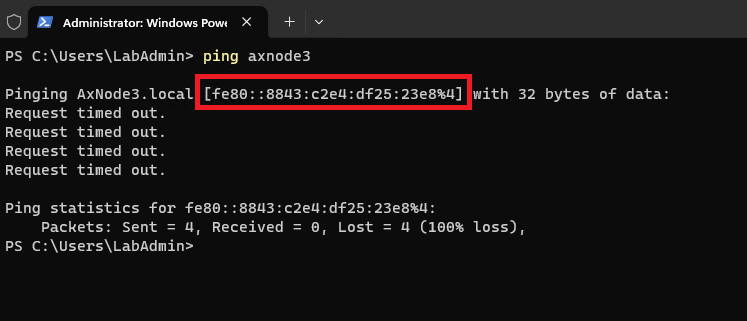 Administrator: Windows Powe
PS C:\Users\LabAdmin> ping axnode3
Pinging AxNode3.local [fe80::8843:c2e4:df25:23e8%4] with 32 bytes of data:
Request timed out.
Request timed out.
Request timed out.
Request timed out.
Ping statistics for fe80::8843:c2e4:df25:23e8%4:
    Packets: Sent = 4, Received = 0, Lost = 4 (100% loss),
PS C:\Users\LabAdmin>